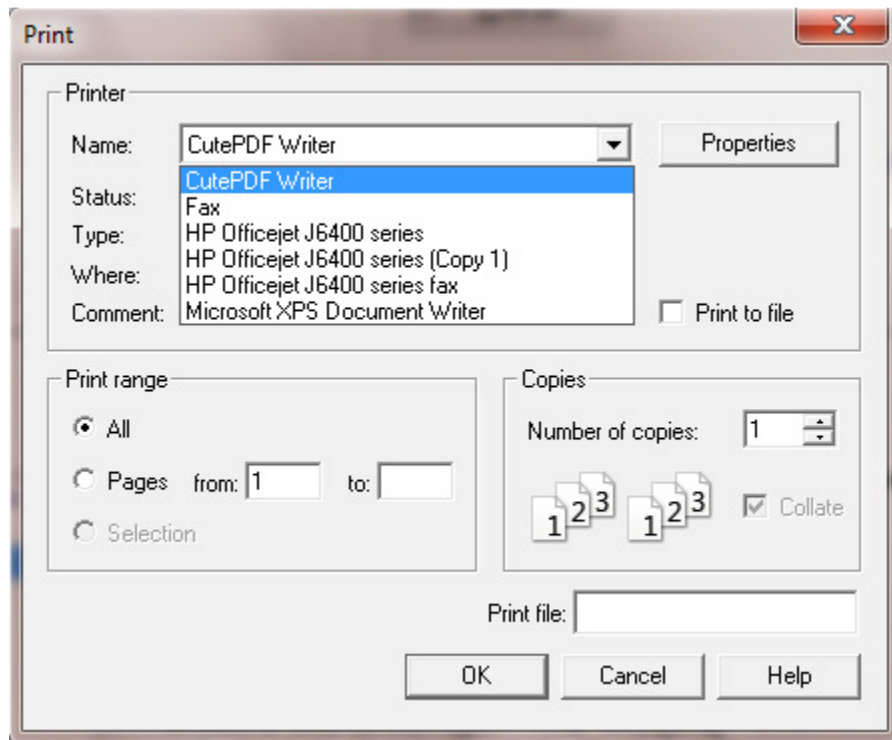 Print
Printer
Name: CutePDF Writer Properties
CutePDF Writer
Status:
Fax
Type: HP Officejet J6400 series
HP Officejet J6400 series (Copy 1)
Where:
HP Officejet J6400 series fax
Comment: Microsoft XPS Document Writer Print to file
Print range
All
Pages from: 1 to:
Selection
Copies
Number of copies: 1
1 2 3 1 2 3 Collate
Print file:
OK Cancel Help